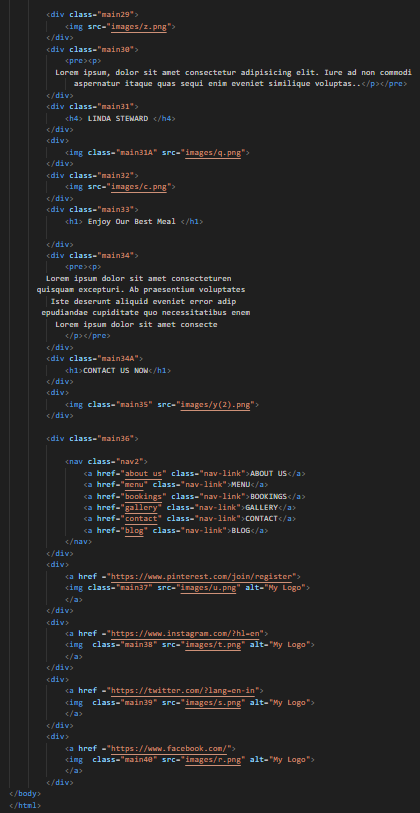 <div class="main29">
<img src="images/z.png">
</div>
<div class="main30">
<pre><p>
Lorem ipsum, dolor sit amet consectetur adipisicing elit. Iure ad non commodi
aspernatur itaque quas sequi enim eveniet similique voluptas..</p></pre>
</div>
<div class="main31">
<h4> LINDA STEWARD </h4>
</div>
<div>
<img class="main31A" src="images/q.png">
</div>
<div class="main32">
<img src="images/c.png">
</div>
<div class="main33">
<h1> Enjoy Our Best Meal </h1>
</div>
<div class="main34">
<pre><p>
Lorem ipsum dolor sit amet consecteturen
quisquam excepturi. Ab praesentium voluptates
Iste deserunt aliquid eveniet error adip
epudiandae cupiditate quo necessitatibus enem
Lorem ipsum dolor sit amet consecte
</p></pre>
</div>
<div class="main34A">
<h1>CONTACT US NOW</h1>
</div>
<div>
<img class="main35" src="images/y(2).png">
</div>
<div class="main36">
<nav class="nav2">
<a href="about us" class="nav-link">ABOUT US</a>
<a href="menu" class="nav-link">MENU</a>
<a href="bookings" class="nav-link">BOOKINGS</a>
<a href="gallery" class="nav-link">GALLERY</a>
<a href="contact" class="nav-link">CONTACT</a>
<a href="blog" class="nav-link">BLOG</a>
</nav>
</div>
<div>
<a href ="https://www.pinterest.com/join/register">
<img class="main37" src="images/u.png" alt="My Logo">
</a>
</div>
<div>
<a href ="https://www.instagram.com/?hl=en">
<img  class="main38" src="images/t.png" alt="My Logo">
</a>
</div>
<div>
<a href ="https://twitter.com/?lang=en-in">
<img  class="main39" src="images/s.png" alt="My Logo">
</a>
</div>
<div>
<a href ="https://www.facebook.com/">
<img  class="main40" src="images/r.png" alt="My Logo">
</a>
</div>
</body>
</html>